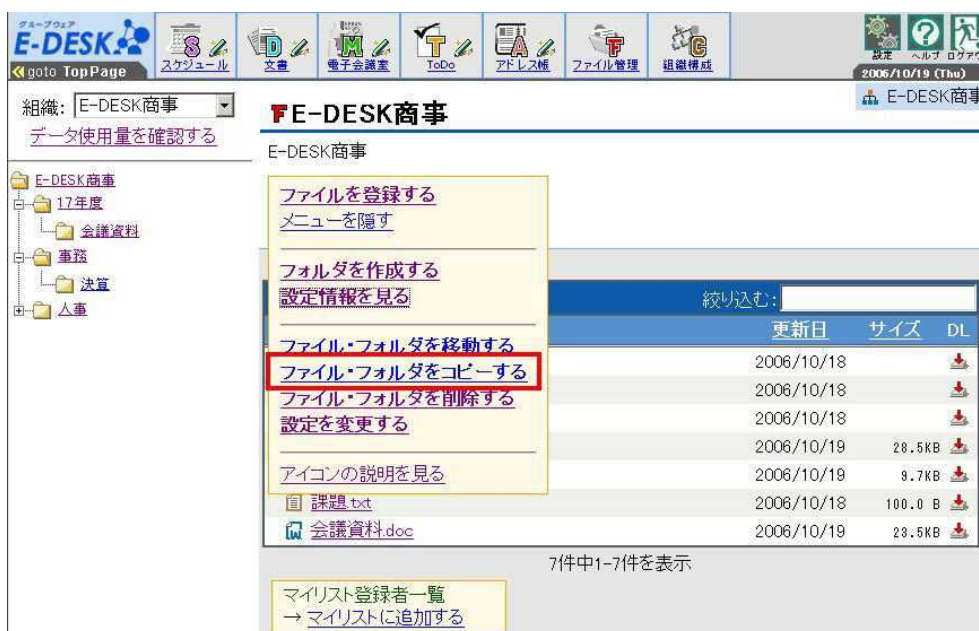 グループウェア
E-DESK
goto TopPage
スケジュール
文書
電子会議室
ToDo
アドレス帳
ファイル管理
組織構成
設定
ヘルプ
2006/10/19 (Thu)
組織: E-DESK商事
データ使用量を確認する
E-DESK商事
E-DESK商事
E-DESK商事
E-DESK商事
17年度
会議資料
事務
決算
人事
ファイルを登録する
メニューを隠す
フォルダを作成する
設定情報を見る
ファイル・フォルダを移動する
ファイル・フォルダをコピーする
ファイル・フォルダを削除する
設定を変更する
アイコンの説明を見る
絞り込む:
更新日 サイズ DL
2006/10/18
2006/10/18
2006/10/18
2006/10/19 28.5KB
2006/10/19 9.7KB
課題.txt 2006/10/18 100.0 B
会議資料.doc 2006/10/19 23.5KB
7件中1-7件を表示
マイリスト登録者一覧
→ マイリストに追加する